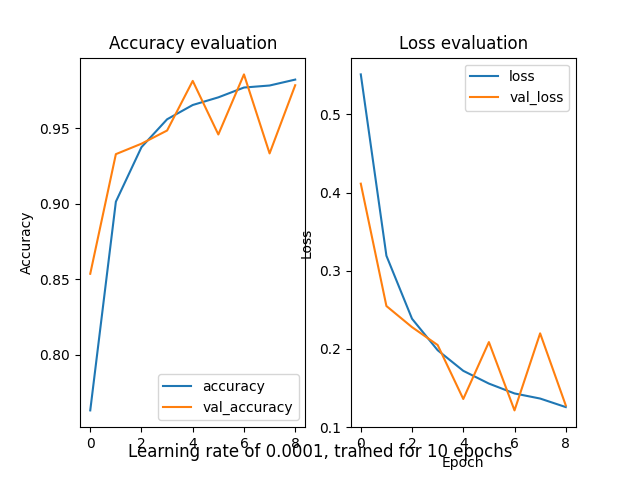 Accuracy evaluation
Accuracy
0.95
0.90
0.85
0.80
0 2 4 6 8
accuracy
val_accuracy
Loss evaluation
Loss
0.5
0.4
0.3
0.2
0.1
0 2 4 6 8
Epoch
loss
val_loss
Learning rate of 0.0001, trained for 10 epochs